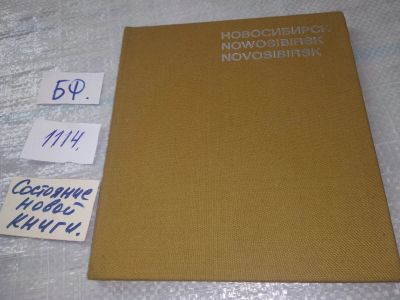 НОВОСИБИРСК
NOWOSIBIRSK
NOVOSIBIRSK
БФ.
1114.
Состояние
новой
книги.